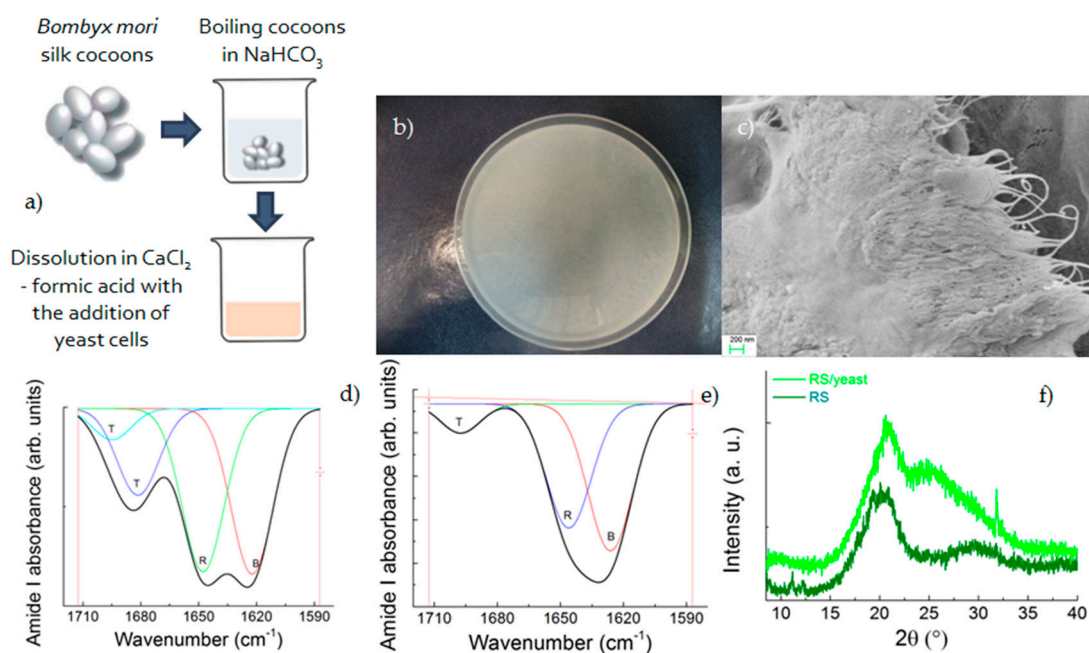 Bombyx mori
silk cocoons
Boiling cocoons
in NaHCO3
a)
Dissolution in CaCl2
- formic acid with
the addition of
yeast cells
b)
c)
200 nm
d)
Amide I absorbance (arb. units)
T
T
R
B
1710 1680 1650 1620 1590
Wavenumber (cm-1)
e)
Amide I absorbance (arb. units)
T
R
B
1710 1680 1650 1620 1590
Wavenumber (cm-1)
f)
RS/yeast
RS
Intensity (a. u.)
10 15 20 25 30 35 40
2θ (°)